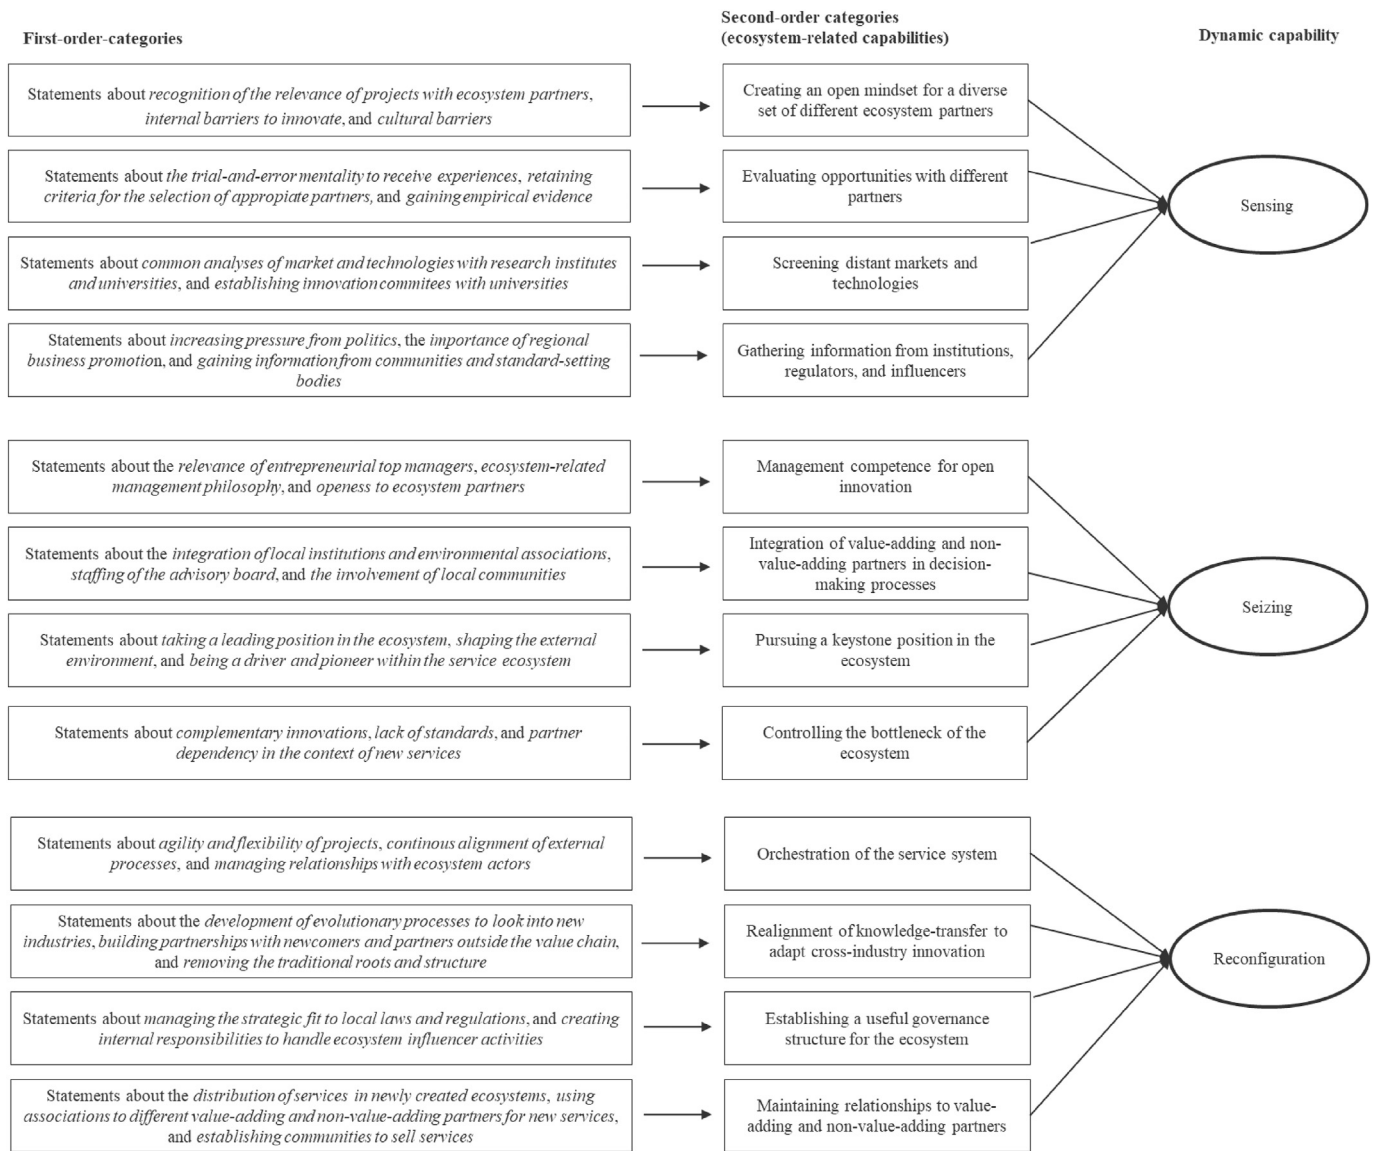 First-order-categories
Second-order categories
(ecosystem-related capabilities)
Dynamic capability
Statements about recognition of the relevance of projects with ecosystem partners,
internal barriers to innovate, and cultural barriers
Creating an open mindset for a diverse
set of different ecosystem partners
Statements about the trial-and-error mentality to receive experiences, retaining
criteria for the selection of appropiate partners, and gaining empirical evidence
Evaluating opportunities with different
partners
Sensing
Statements about common analyses of market and technologies with research institutes
and universities, and establishing innovation commitees with universities
Screening distant markets and
technologies
Statements about increasing pressure from politics, the importance of regional
business promotion, and gaining information from communities and standard-setting
bodies
Gathering information from institutions,
regulators, and influencers
Statements about the relevance of entrepreneurial top managers, ecosystem-related
management philosophy, and openess to ecosystem partners
Management competence for open
innovation
Statements about the integration of local institutions and environmental associations,
staffing of the advisory board, and the involvement of local communities
Integration of value-adding and non-
value-adding partners in decision-
making processes
Seizing
Statements about taking a leading position in the ecosystem, shaping the external
environment, and being a driver and pioneer within the service ecosystem
Pursuing a keystone position in the
ecosystem
Statements about complementary innovations, lack of standards, and partner
dependency in the context of new services
Controlling the bottleneck of the
ecosystem
Statements about agility and flexibility of projects, continous alignment of external
processes, and managing relationships with ecosystem actors
Orchestration of the service system
Statements about the development of evolutionary processes to look into new
industries, building partnerships with newcomers and partners outside the value chain,
and removing the traditional roots and structure
Realignment of knowledge-transfer to
adapt cross-industry innovation
Reconfiguration
Statements about managing the strategic fit to local laws and regulations, and creating
internal responsibilities to handle ecosystem influencer activities
Establishing a useful governance
structure for the ecosystem
Statements about the distribution of services in newly created ecosystems, using
associations to different value-adding and non-value-adding partners for new services,
and establishing communities to sell services
Maintaining relationships to value-
adding and non-value-adding partners